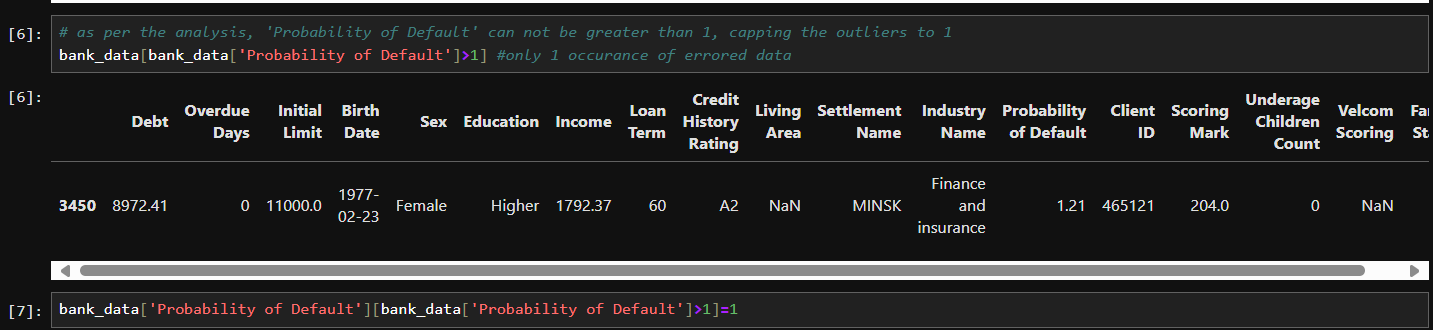 [6]:
# as per the analysis, 'Probability of Default' can not be greater than 1, capping the outliers to 1
bank_data[bank_data['Probability of Default']>1] #only 1 occurance of errored data
[6]:
Debt Overdue Days Initial Limit Birth Date Sex Education Income Loan Term Credit History Rating Living Area Settlement Name Industry Name Probability of Default Client ID Scoring Mark Underage Children Count Velcom Scoring
3450 8972.41 0 11000.0 1977-02-23 Female Higher 1792.37 60 A2 NaN MINSK Finance and insurance 1.21 465121 204.0 0 NaN
[7]:
bank_data['Probability of Default'][bank_data['Probability of Default']>1]=1